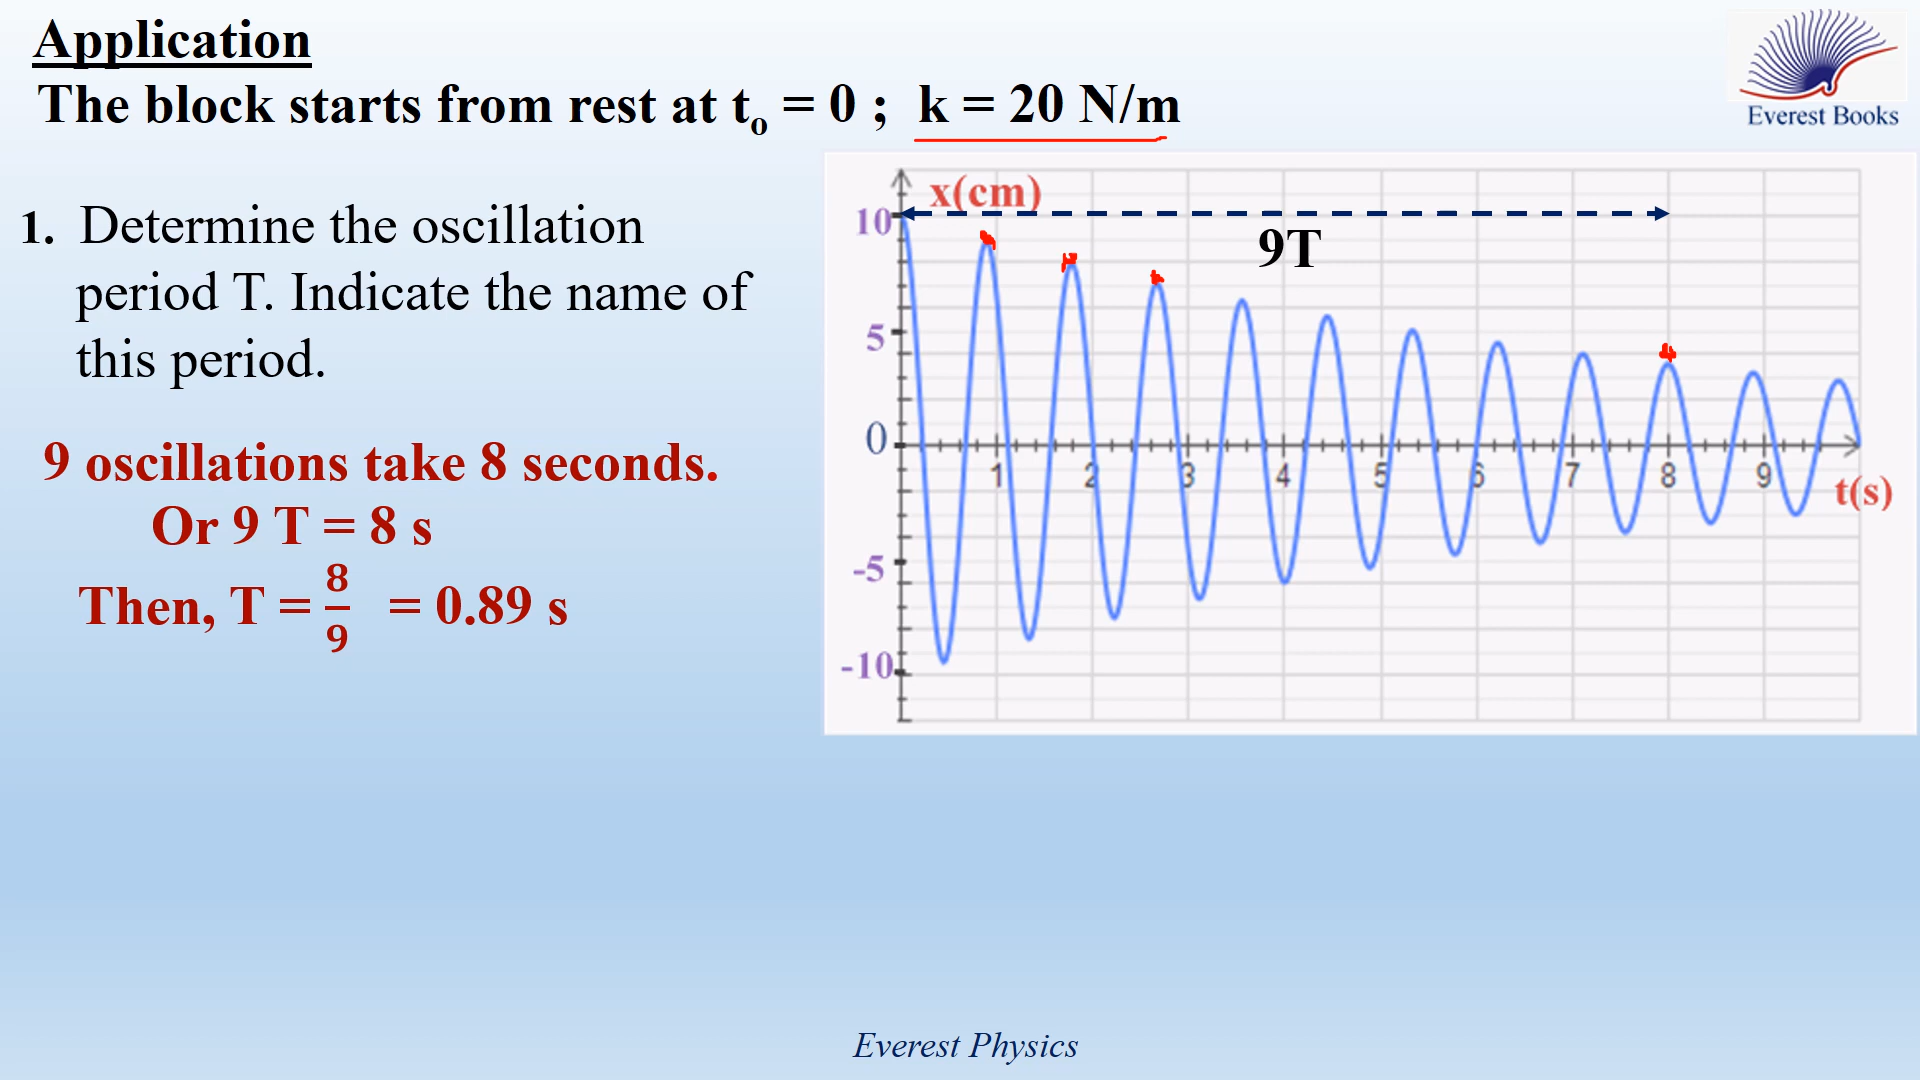 Application
The block starts from rest at tₒ = 0 ; k = 20 N/m
Everest Books
1. Determine the oscillation
period T. Indicate the name of
this period.
9 oscillations take 8 seconds.
Or 9 T = 8 s
Then, T = 8/9 = 0.89 s
x(cm)
10
9T
5
0
1 2 3 4 5 6 7 8 9
t(s)
-5
-10
Everest Physics